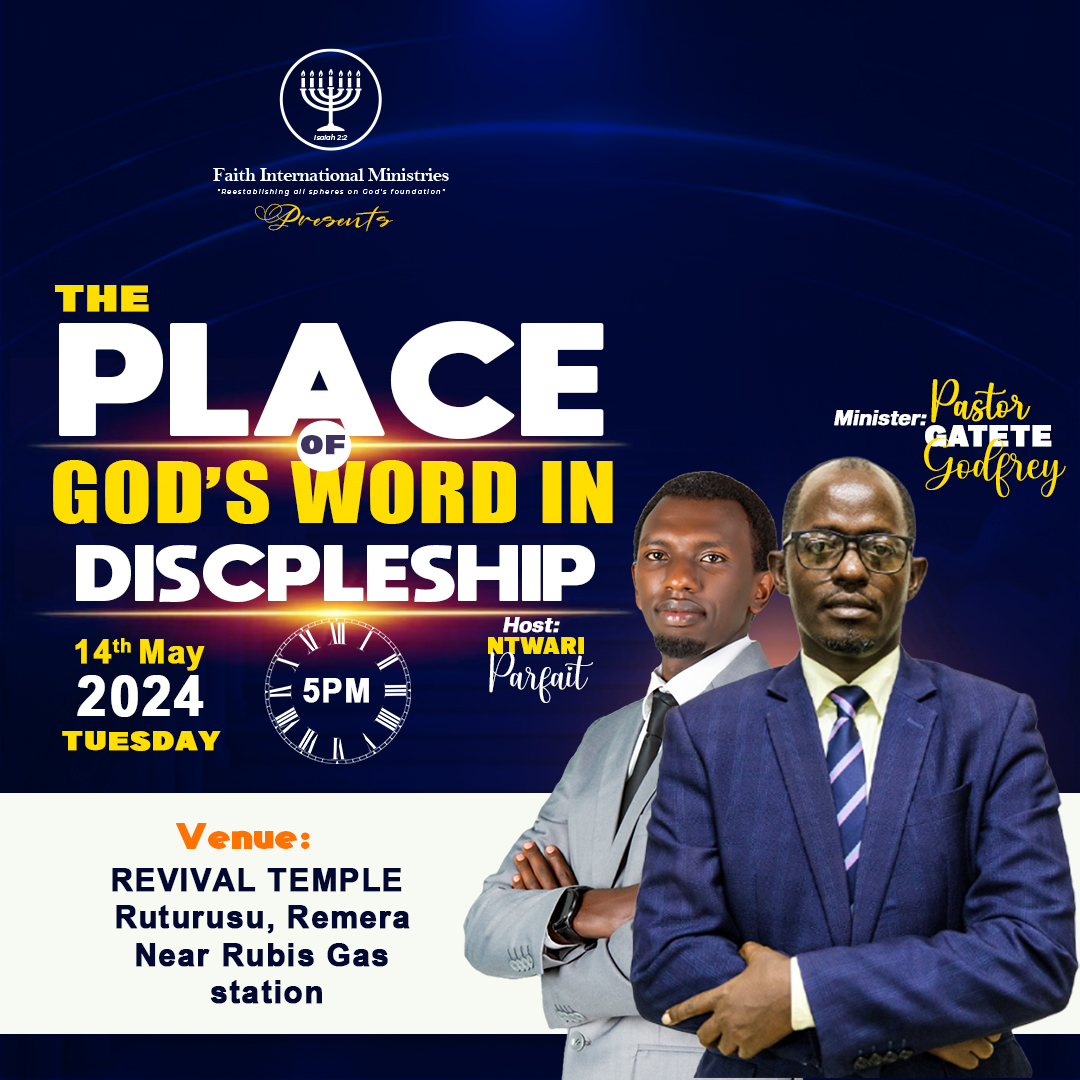 Isaiah 2:2
Faith International Ministries
"Reestablishing all spheres on God's foundation"
Presents
THE
PLACE
OF
GOD'S WORD IN
DISCPLESHIP
Minister: Pastor
GATETE
Godfrey
Host:
NTWARI
Parfait
14th May
2024
TUESDAY
5PM
Venue:
REVIVAL TEMPLE
Ruturusu, Remera
Near Rubis Gas
station